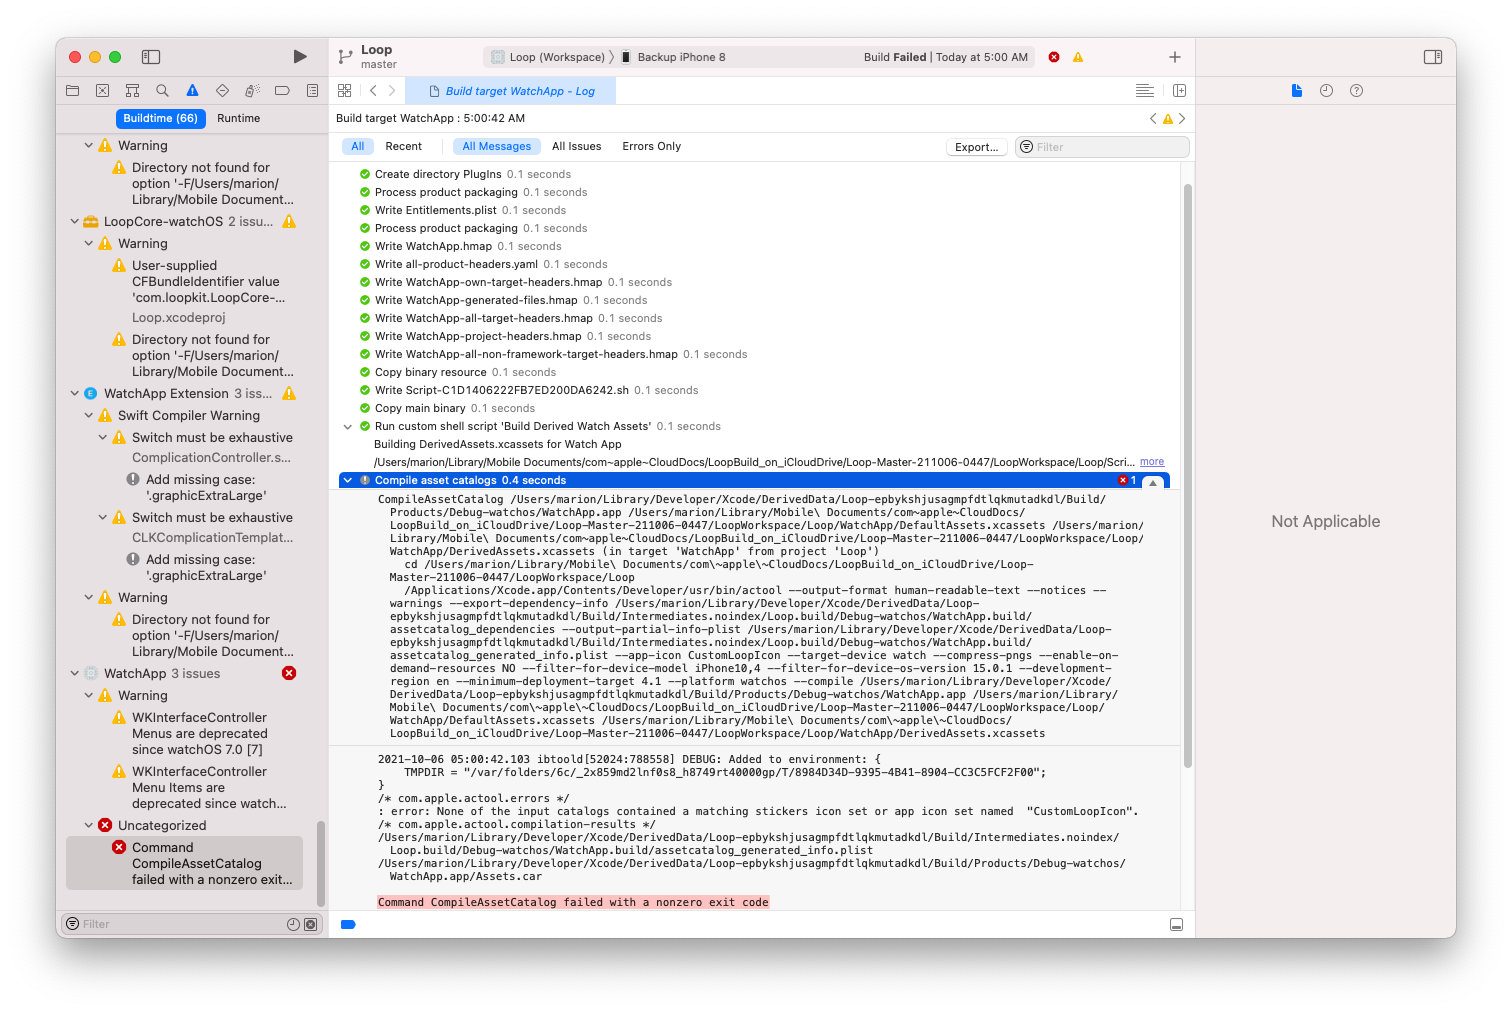 Loop
master
Loop (Workspace)
Backup iPhone 8
Build Failed | Today at 5:00 AM
Build target WatchApp - Log
Buildtime (66)
Runtime
Warning
Directory not found for
option '-F/Users/marion/
Library/Mobile Document...
LoopCore-watchOS 2 issu...
Warning
User-supplied
CFBundleIdentifier value
'com.loopkit.LoopCore-...
Loop.xcodeproj
Directory not found for
option '-F/Users/marion/
Library/Mobile Document...
E
WatchApp Extension 3 iss...
Swift Compiler Warning
Switch must be exhaustive
ComplicationController.s...
Add missing case:
'.graphicExtraLarge'
Switch must be exhaustive
CLKComplicationTemplat...
Add missing case:
'.graphicExtraLarge'
Warning
Directory not found for
option '-F/Users/marion/
Library/Mobile Document...
WatchApp 3 issues
Warning
WKInterfaceController
Menus are deprecated
since watchOS 7.0 [7]
WKInterfaceController
Menu Items are
deprecated since watch...
Uncategorized
Command
CompileAssetCatalog
failed with a nonzero exit...
Filter
Build target WatchApp : 5:00:42 AM
All
Recent
All Messages
All Issues
Errors Only
Export...
Filter
Create directory PlugIns 0.1 seconds
Process product packaging 0.1 seconds
Write Entitlements.plist 0.1 seconds
Process product packaging 0.1 seconds
Write WatchApp.hmap 0.1 seconds
Write all-product-headers.yaml 0.1 seconds
Write WatchApp-own-target-headers.hmap 0.1 seconds
Write WatchApp-generated-files.hmap 0.1 seconds
Write WatchApp-all-target-headers.hmap 0.1 seconds
Write WatchApp-project-headers.hmap 0.1 seconds
Write WatchApp-all-non-framework-target-headers.hmap 0.1 seconds
Copy binary resource 0.1 seconds
Write Script-C1D1406222FB7ED200DA6242.sh 0.1 seconds
Copy main binary 0.1 seconds
Run custom shell script 'Build Derived Watch Assets' 0.1 seconds
Building DerivedAssets.xcassets for Watch App
/Users/marion/Library/Mobile Documents/com~apple~CloudDocs/LoopBuild_on_iCloudDrive/Loop-Master-211006-0447/LoopWorkspace/Loop/Scri... more
Compile asset catalogs 0.4 seconds 1
CompileAssetCatalog /Users/marion/Library/Developer/Xcode/DerivedData/Loop-epbykshjusagmpfdtlqkmutadkdl/Build/
Products/Debug-watchos/WatchApp.app /Users/marion/Library/Mobile\ Documents/com~apple~CloudDocs/
LoopBuild_on_iCloudDrive/Loop-Master-211006-0447/LoopWorkspace/Loop/WatchApp/DefaultAssets.xcassets /Users/marion/
Library/Mobile\ Documents/com~apple~CloudDocs/LoopBuild_on_iCloudDrive/Loop-Master-211006-0447/LoopWorkspace/Loop/
WatchApp/DerivedAssets.xcassets (in target 'WatchApp' from project 'Loop')
cd /Users/marion/Library/Mobile\ Documents/com\~apple\~CloudDocs/LoopBuild_on_iCloudDrive/Loop-
Master-211006-0447/LoopWorkspace/Loop
/Applications/Xcode.app/Contents/Developer/usr/bin/actool --output-format human-readable-text --notices --
warnings --export-dependency-info /Users/marion/Library/Developer/Xcode/DerivedData/Loop-
epbykshjusagmpfdtlqkmutadkdl/Build/Intermediates.noindex/Loop.build/Debug-watchos/WatchApp.build/
assetcatalog_dependencies --output-partial-info-plist /Users/marion/Library/Developer/Xcode/DerivedData/Loop-
epbykshjusagmpfdtlqkmutadkdl/Build/Intermediates.noindex/Loop.build/Debug-watchos/WatchApp.build/
assetcatalog_generated_info.plist --app-icon CustomLoopIcon --target-device watch --compress-pngs --enable-on-
demand-resources NO --filter-for-device-model iPhone10,4 --filter-for-device-os-version 15.0.1 --development-
region en --minimum-deployment-target 4.1 --platform watchos --compile /Users/marion/Library/Developer/Xcode/
DerivedData/Loop-epbykshjusagmpfdtlqkmutadkdl/Build/Products/Debug-watchos/WatchApp.app /Users/marion/Library/
Mobile\ Documents/com\~apple\~CloudDocs/LoopBuild_on_iCloudDrive/Loop-Master-211006-0447/LoopWorkspace/Loop/
WatchApp/DefaultAssets.xcassets /Users/marion/Library/Mobile\ Documents/com\~apple\~CloudDocs/
LoopBuild_on_iCloudDrive/Loop-Master-211006-0447/LoopWorkspace/Loop/WatchApp/DerivedAssets.xcassets
2021-10-06 05:00:42.103 ibtoold[52024:788558] DEBUG: Added to environment: {
TMPDIR = "/var/folders/6c/_2x859md2lnf0s8_h8749rt40000gp/T/8984D34D-9395-4B41-8904-CC3C5FCF2F00";
}
/* com.apple.actool.errors */
: error: None of the input catalogs contained a matching stickers icon set or app icon set named "CustomLoopIcon".
/* com.apple.actool.compilation-results */
/Users/marion/Library/Developer/Xcode/DerivedData/Loop-epbykshjusagmpfdtlqkmutadkdl/Build/Intermediates.noindex/
Loop.build/Debug-watchos/WatchApp.build/assetcatalog_generated_info.plist
/Users/marion/Library/Developer/Xcode/DerivedData/Loop-epbykshjusagmpfdtlqkmutadkdl/Build/Products/Debug-watchos/
WatchApp.app/Assets.car
Command CompileAssetCatalog failed with a nonzero exit code
Not Applicable